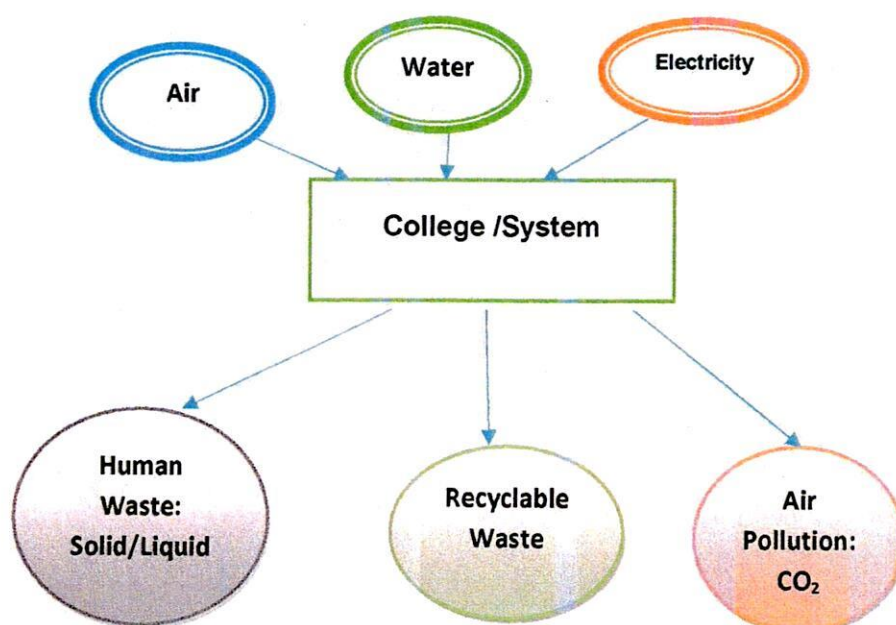 Air
Water
Electricity
College /System
Human
Waste:
Solid/Liquid
Recyclable
Waste
Air
Pollution:
CO₂